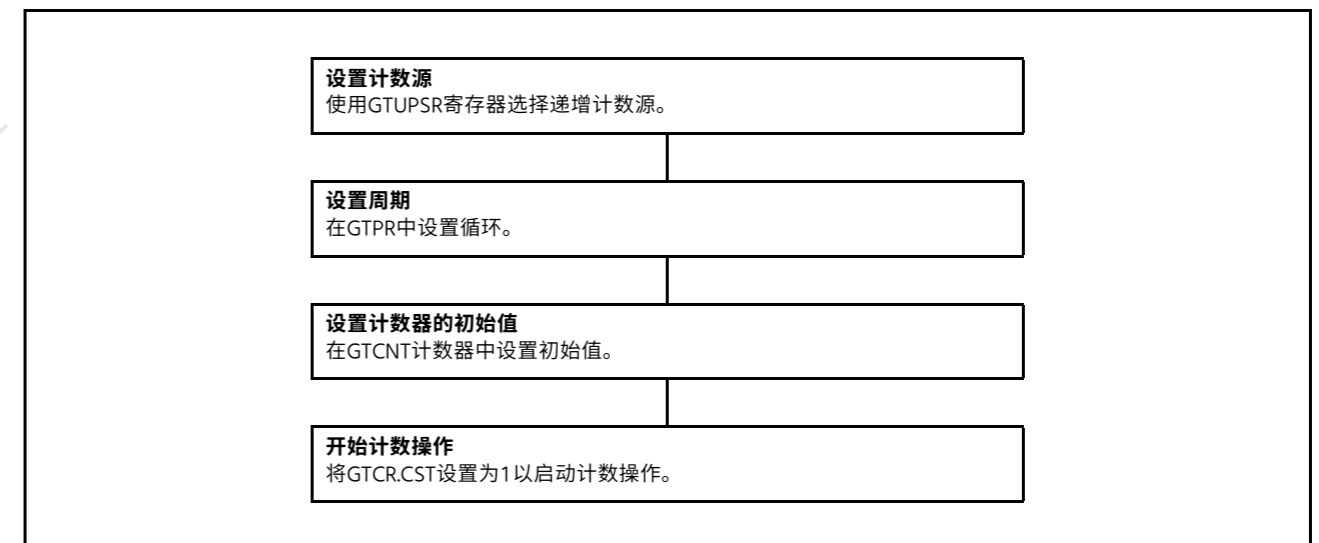 设置计数源
使用GTUPSR寄存器选择递增计数源。
设置周期
在GTPR中设置循环。
设置计数器的初始值
在GTCNT计数器中设置初始值。
开始计数操作
将GTCR.CST设置为1以启动计数操作。